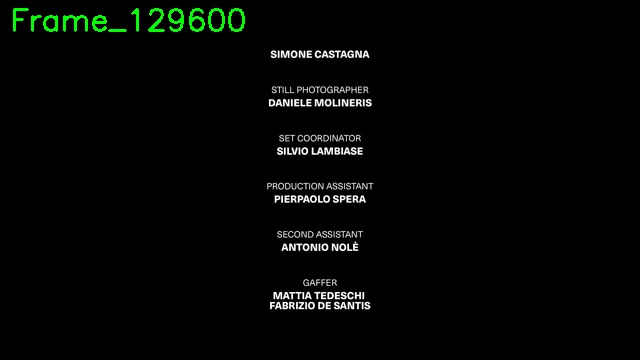 Frame_129600
SIMONE CASTAGNA
STILL PHOTOGRAPHER
DANIELE MOLINERIS
SET COORDINATOR
SILVIO LAMBIASE
PRODUCTION ASSISTANT
PIERPAOLO SPERA
SECOND ASSISTANT
ANTONIO NOLÈ
GAFFER
MATTIA TEDESCHI
FABRIZIO DE SANTIS